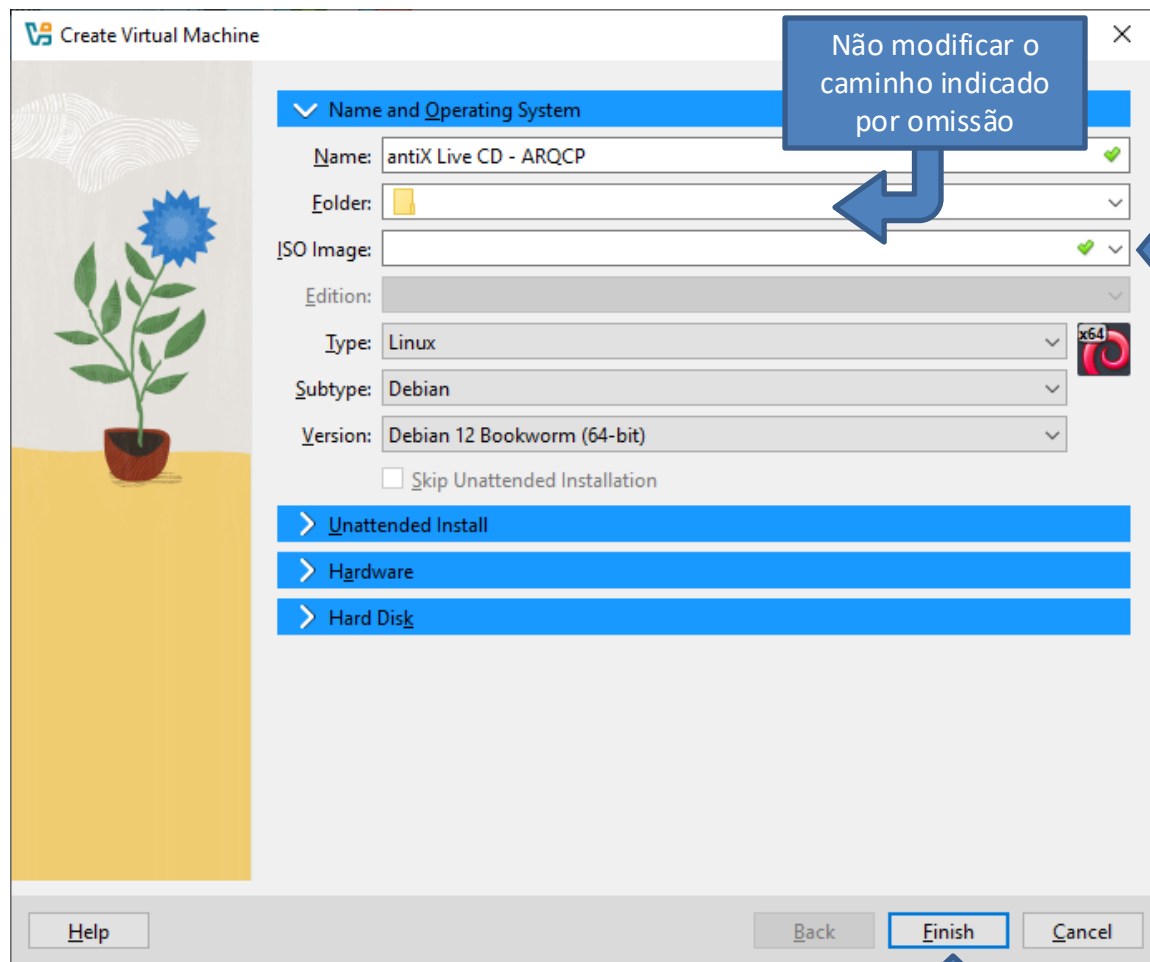 Create Virtual Machine
Não modificar o
caminho indicado
por omissão
Name and Operating System
Name: antiX Live CD - ARQCP
Folder:
ISO Image:
Edition:
Type: Linux
x64
Subtype: Debian
Version: Debian 12 Bookworm (64-bit)
Skip Unattended Installation
Unattended Install
Hardware
Hard Disk
Help Back Finish Cancel